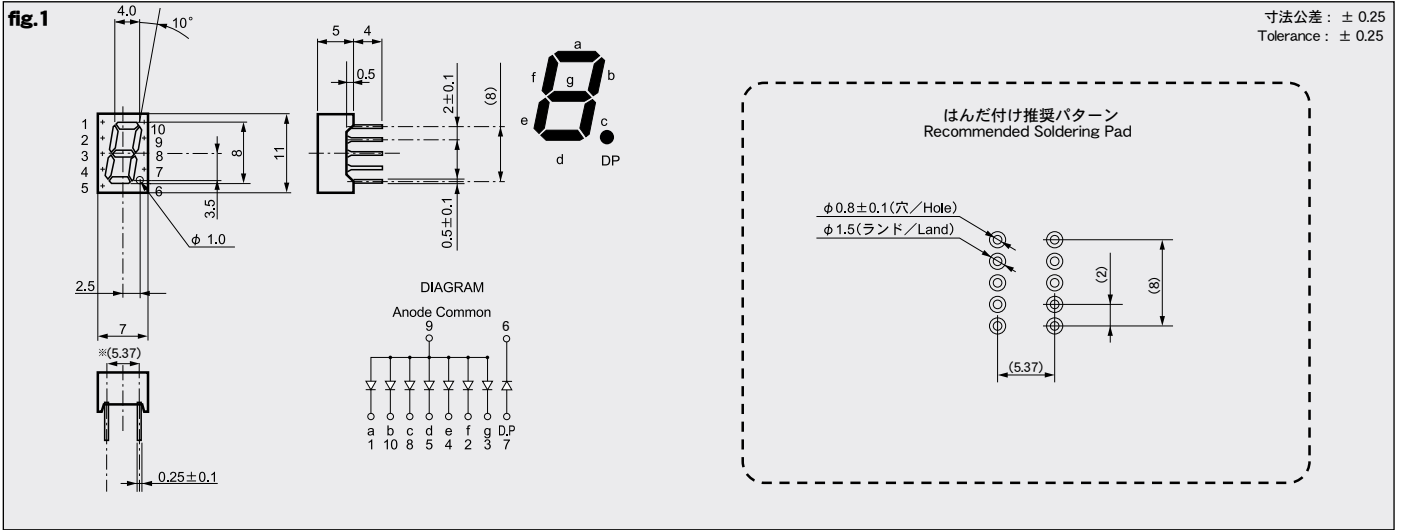 fig.1
寸法公差： ± 0.25
Tolerance： ± 0.25
4.0
10°
1
2
3
4
5
10
9
8
7
6
8
11
3.5
φ 1.0
2.5
7
5
4
0.5
2±0.1
(8)
0.5±0.1
a
f
b
g
e
c
d
DP
※(5.37)
0.25±0.1
DIAGRAM
Anode Common
9 6
a b c d e f g D.P
1 10 8 5 4 2 3 7
はんだ付け推奨パターン
Recommended Soldering Pad
φ0.8±0.1(穴／Hole)
φ1.5(ランド／Land)
(2)
(8)
(5.37)